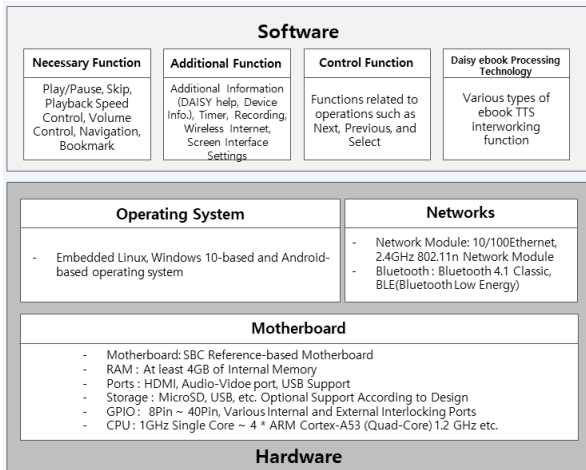 Software
Necessary Function
Play/Pause, Skip,
Playback Speed
Control, Volume
Control, Navigation,
Bookmark
Additional Function
Additional Information
(DAISY help, Device
Info.), Timer, Recording,
Wireless Internet,
Screen Interface
Settings
Control Function
Functions related to
operations such as
Next, Previous, and
Select
Daisy ebook Processing
Technology
Various types of
ebook TTS
interworking
function
Operating System
- Embedded Linux, Windows 10-based and Android-
based operating system
Networks
- Network Module: 10/100Ethernet,
2.4GHz 802.11n Network Module
- Bluetooth : Bluetooth 4.1 Classic,
BLE(Bluetooth Low Energy)
Motherboard
- Motherboard: SBC Reference-based Motherboard
- RAM : At least 4GB of Internal Memory
- Ports : HDMI, Audio-Vidoe port, USB Support
- Storage : MicroSD, USB, etc. Optional Support According to Design
- GPIO : 8Pin ~ 40Pin, Various Internal and External Interlocking Ports
- CPU : 1GHz Single Core ~ 4 * ARM Cortex-A53 (Quad-Core) 1.2 GHz etc.
Hardware